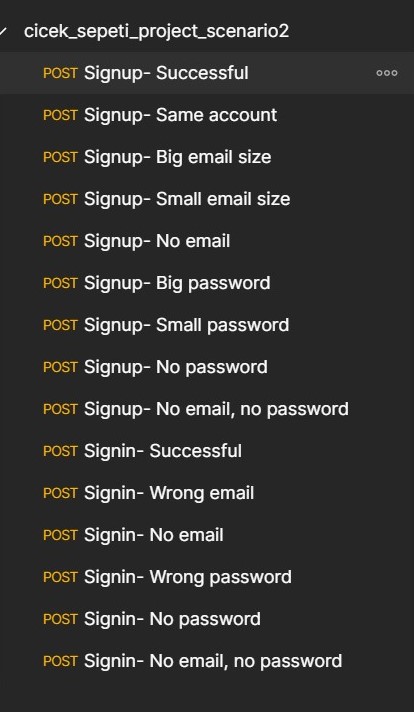 cicek_sepeti_project_scenario2
POST Signup- Successful
POST Signup- Same account
POST Signup- Big email size
POST Signup- Small email size
POST Signup- No email
POST Signup- Big password
POST Signup- Small password
POST Signup- No password
POST Signup- No email, no password
POST Signin- Successful
POST Signin- Wrong email
POST Signin- No email
POST Signin- Wrong password
POST Signin- No password
POST Signin- No email, no password